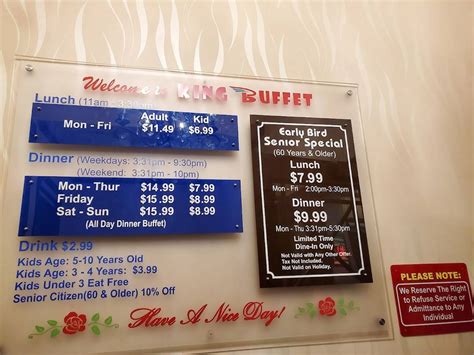 Welcome to KING BUFFET
Lunch (11am - 3:30pm)
Adult Kid
Mon - Fri $11.49 $6.99
Dinner (Weekdays: 3:31pm - 9:30pm)
(Weekend: 3:31pm - 10pm)
Mon - Thur $14.99 $7.99
Friday $15.99 $8.99
Sat - Sun $15.99 $8.99
(All Day Dinner Buffet)
Drink $2.99
Kids Age: 5-10 Years Old
Kids Age: 3 - 4 Years: $3.99
Kids Under 3 Eat Free
Senior Citizen(60 & Older) 10% Off
Early Bird
Senior Special
(60 Years & Older)
Lunch
$7.99
Mon - Fri 2:00pm-3:30pm
Dinner
$9.99
Mon - Thu 3:31pm-5:30pm
Limited Time
Dine-In Only
Not Valid with Any Other Offer.
Tax Not Included.
Not Valid on Holiday.
Have A Nice Day!
PLEASE NOTE:
We Reserve The Right
to Refuse Service or
Admittance to Any
Individual